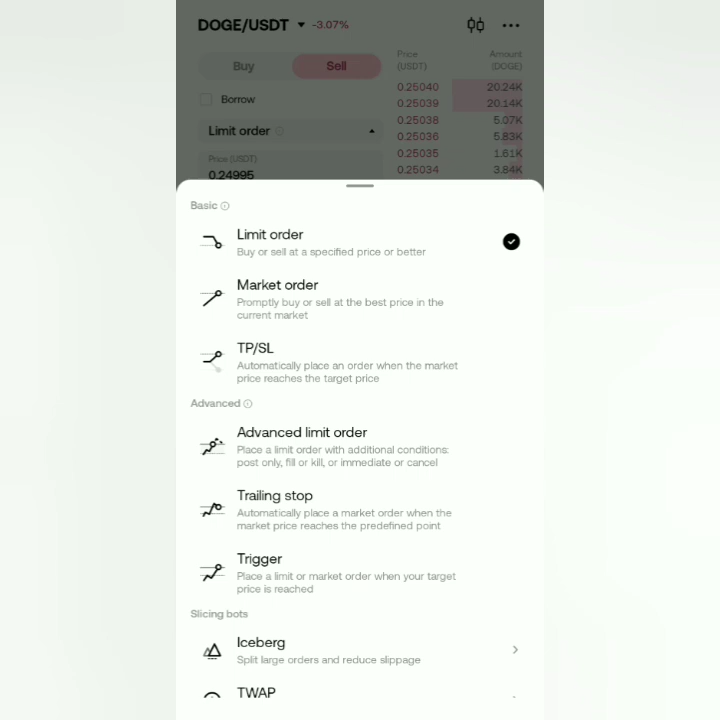 DOGE/USDT -3.07%
Buy Sell
Borrow
Limit order
Price (USDT)
0.24995
Price (USDT) Amount (DOGE)
0.25040 20.24K
0.25039 20.14K
0.25038 5.07K
0.25036 5.83K
0.25035 1.61K
0.25034 3.84K
Basic
Limit order
Buy or sell at a specified price or better
Market order
Promptly buy or sell at the best price in the
current market
TP/SL
Automatically place an order when the market
price reaches the target price
Advanced
Advanced limit order
Place a limit order with additional conditions:
post only, fill or kill, or immediate or cancel
Trailing stop
Automatically place a market order when the
market price reaches the predefined point
Trigger
Place a limit or market order when your target
price is reached
Slicing bots
Iceberg
Split large orders and reduce slippage
TWAP